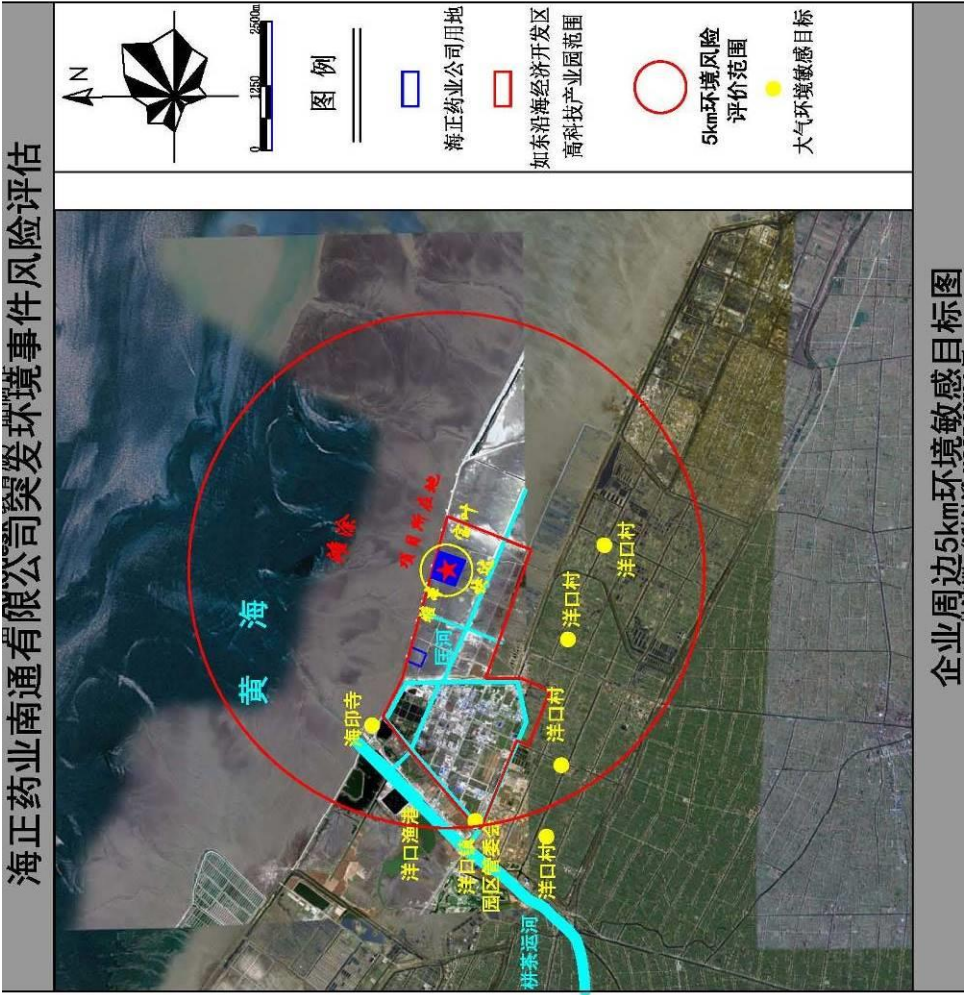 海正药业南通有限公司突发环境事件风险评估
黄海
滩涂
项目所在地
海印寺
匡河
洋口渔港
洋口镇
园区管委会
洋口村
洋口村
洋口村
洋口村
栟茶运河
N
0 1250 2500m
图例
海正药业公司用地
如东沿海经济开发区
高科技产业园范围
5km环境风险
评价范围
大气环境敏感目标
企业周边5km环境敏感目标图